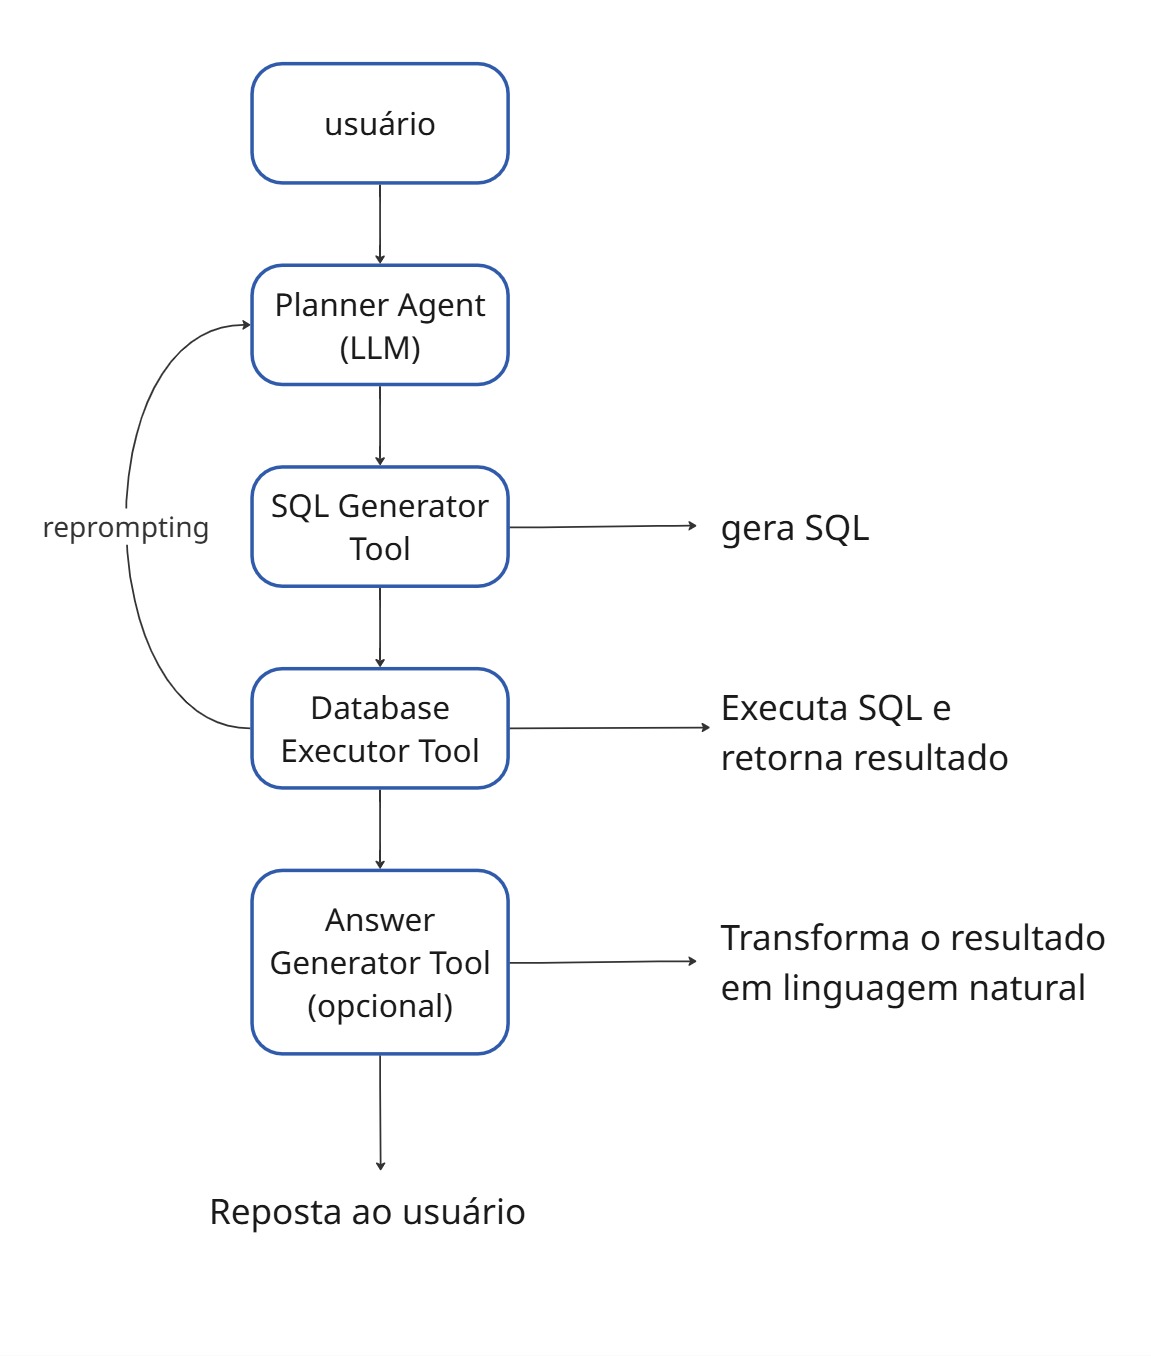 usuário
Planner Agent
(LLM)
SQL Generator
Tool
gera SQL
reprompting
Database
Executor Tool
Executa SQL e
retorna resultado
Answer
Generator Tool
(opcional)
Transforma o resultado
em linguagem natural
Reposta ao usuário